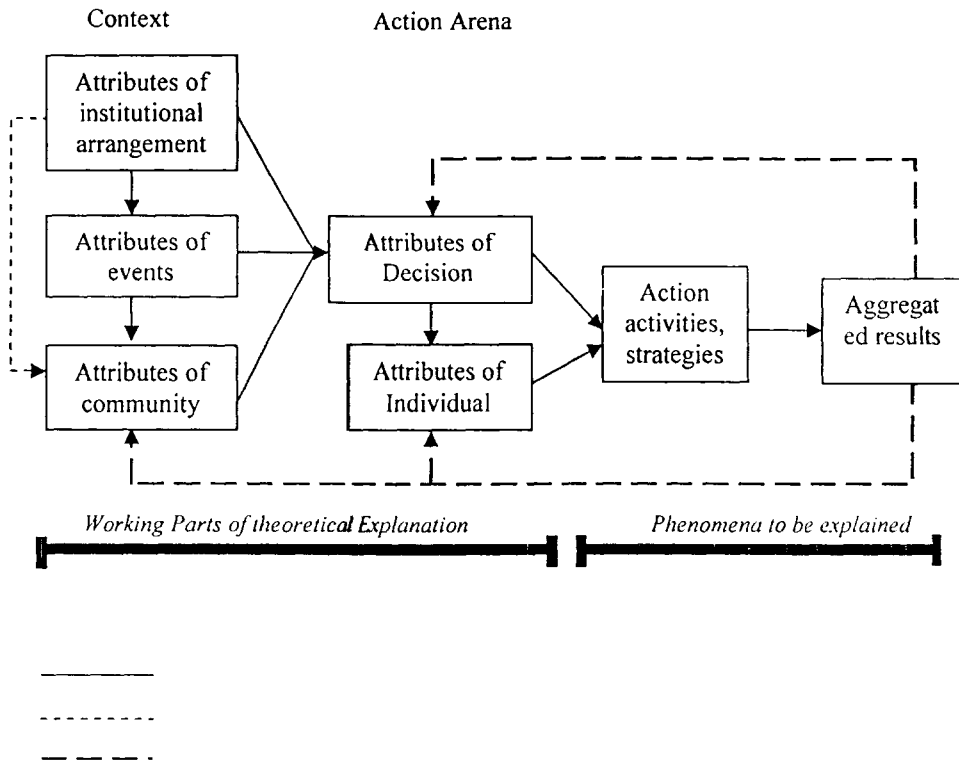 Context
Action Arena
Attributes of
institutional
arrangement
Attributes of
events
Attributes of
community
Attributes of
Decision
Attributes of
Individual
Action
activities,
strategies
Aggregat
ed results
Working Parts of theoretical Explanation
Phenomena to be explained